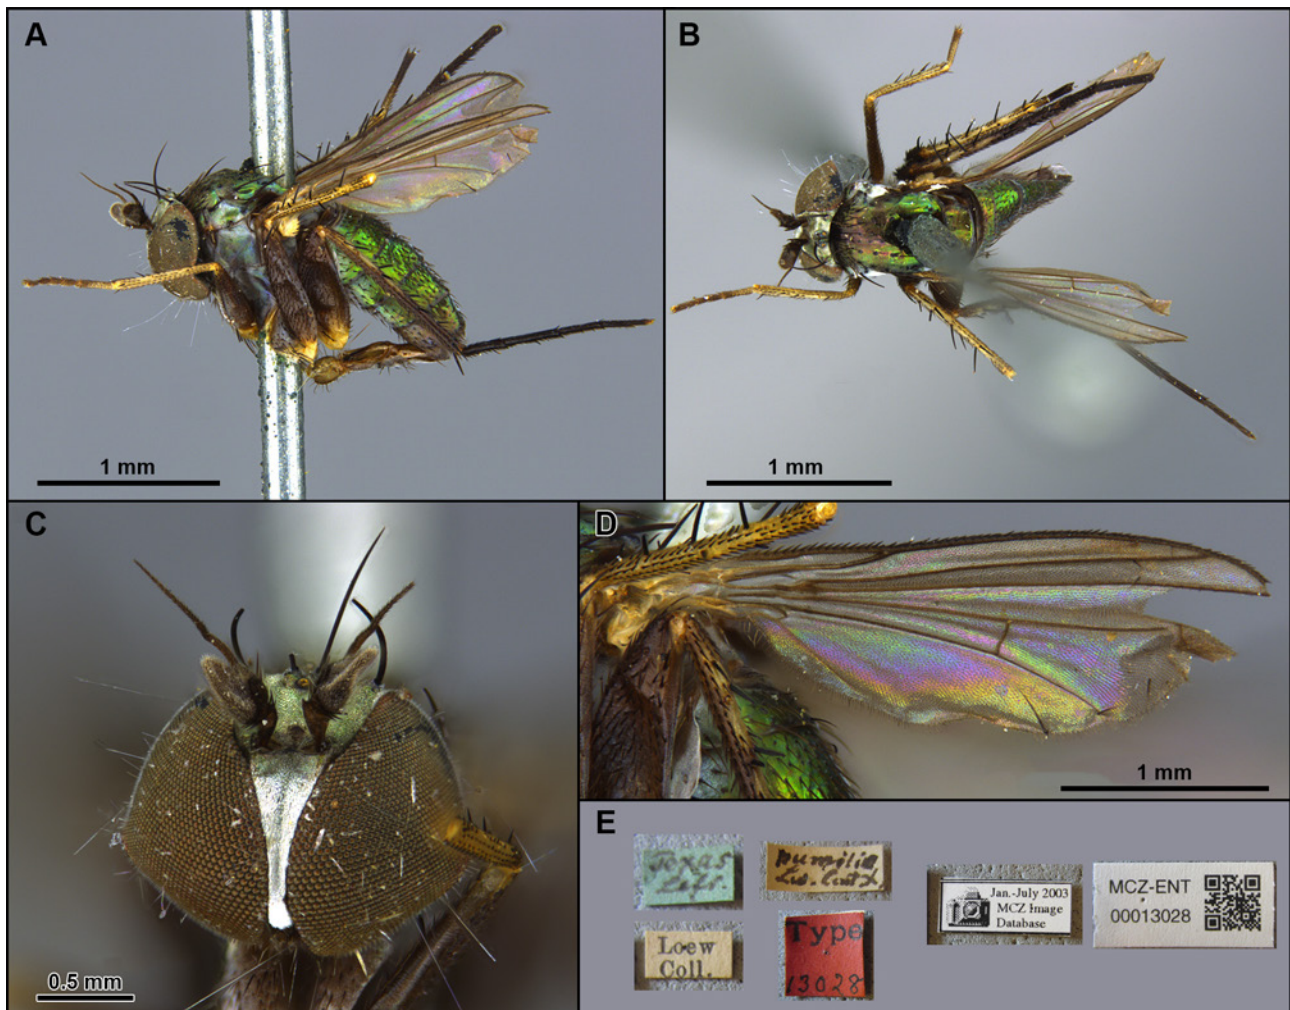 A
1 mm
B
1 mm
C
0.5 mm
D
1 mm
E
Texas
pumilia
Loew
Coll.
Type
13028
Jan.-July 2003
MCZ Image
Database
MCZ-ENT
00013028